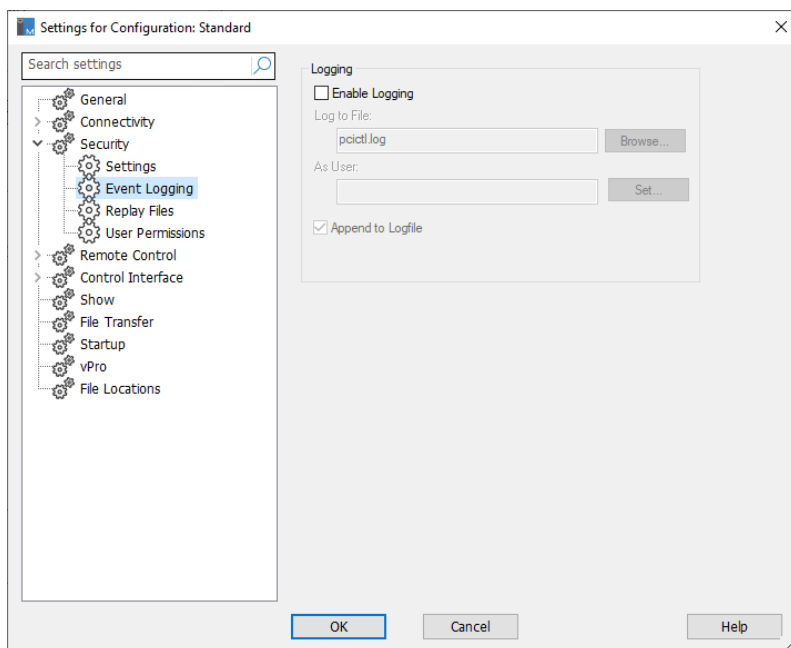 Settings for Configuration: Standard
Search settings
General
Connectivity
Security
Settings
Event Logging
Replay Files
User Permissions
Remote Control
Control Interface
Show
File Transfer
Startup
vPro
File Locations
Logging
Enable Logging
Log to File:
pcictl.log
Browse...
As User:
Set...
Append to Logfile
OK
Cancel
Help